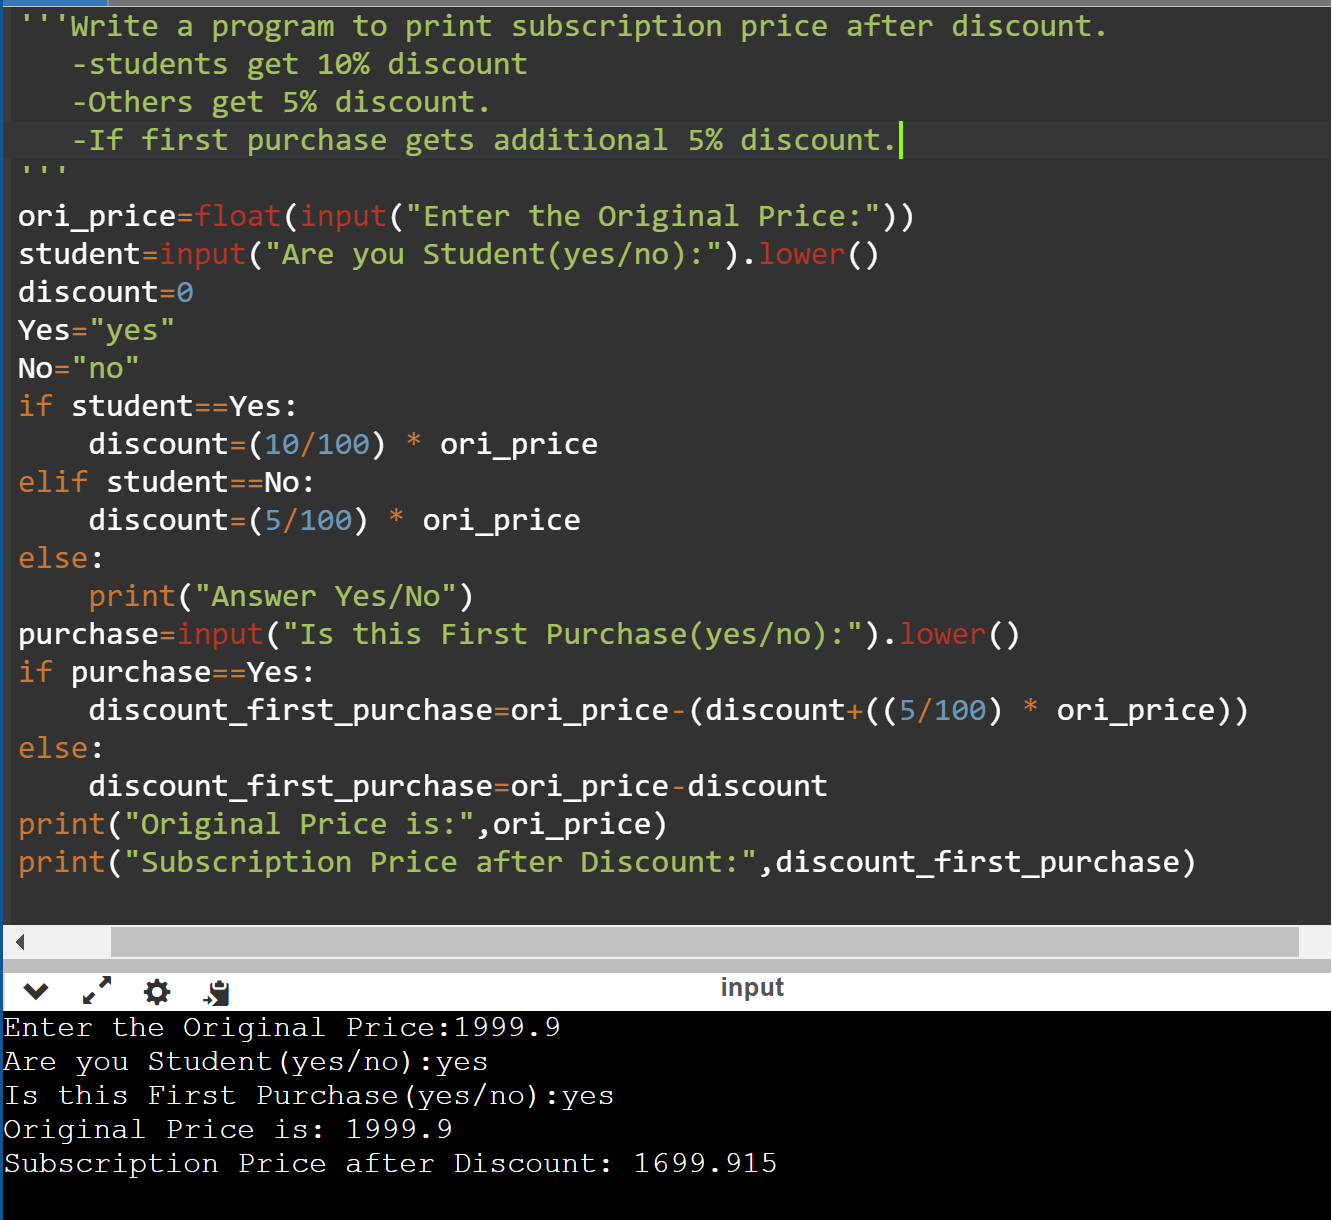 '''Write a program to print subscription price after discount.
   -students get 10% discount
   -Others get 5% discount.
   -If first purchase gets additional 5% discount.
'''
ori_price=float(input("Enter the Original Price:"))
student=input("Are you Student(yes/no):").lower()
discount=0
Yes="yes"
No="no"
if student==Yes:
    discount=(10/100) * ori_price
elif student==No:
    discount=(5/100) * ori_price
else:
    print("Answer Yes/No")
purchase=input("Is this First Purchase(yes/no):").lower()
if purchase==Yes:
    discount_first_purchase=ori_price-(discount+((5/100) * ori_price))
else:
    discount_first_purchase=ori_price-discount
print("Original Price is:",ori_price)
print("Subscription Price after Discount:",discount_first_purchase)
input
Enter the Original Price:1999.9
Are you Student(yes/no):yes
Is this First Purchase(yes/no):yes
Original Price is: 1999.9
Subscription Price after Discount: 1699.915